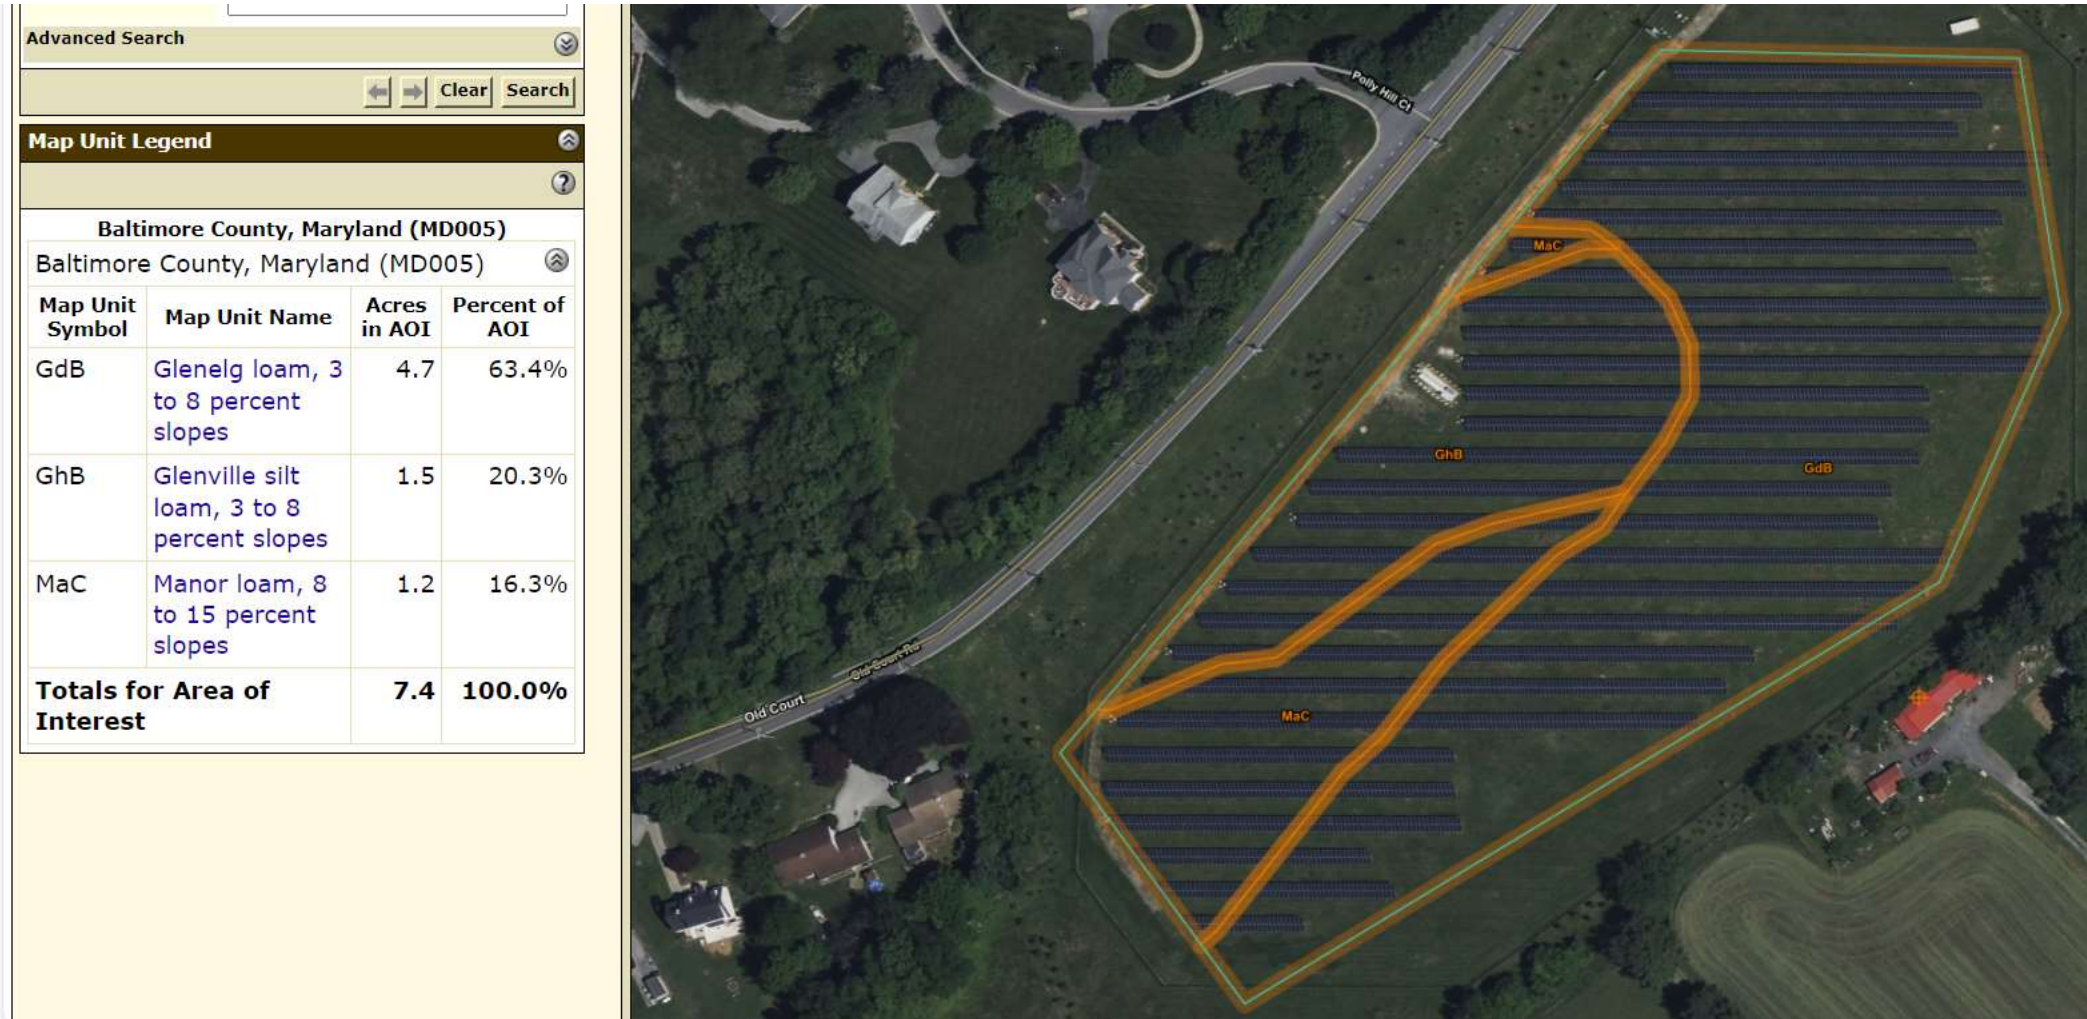 Advanced Search
Clear Search
Map Unit Legend
?
Baltimore County, Maryland (MD005)
Baltimore County, Maryland (MD005)
Map Unit Symbol Map Unit Name Acres in AOI Percent of AOI
GdB Glenelg loam, 3 to 8 percent slopes 4.7 63.4%
GhB Glenville silt loam, 3 to 8 percent slopes 1.5 20.3%
MaC Manor loam, 8 to 15 percent slopes 1.2 16.3%
Totals for Area of Interest 7.4 100.0%
Polly Hill Ct
MaC
GhB
GdB
Old Court Rd
Old Court
MaC